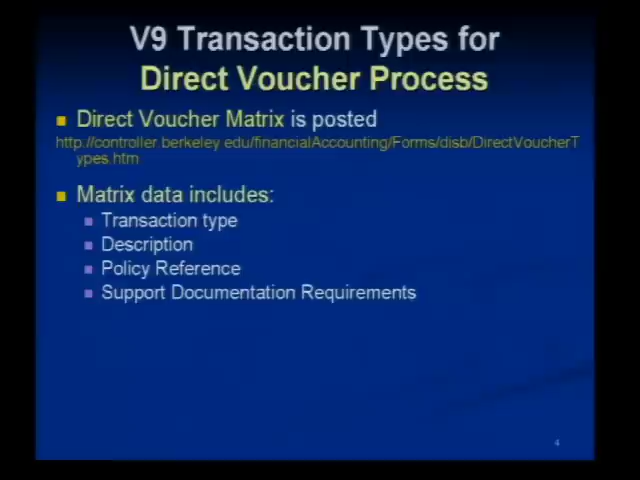 V9 Transaction Types for
Direct Voucher Process
Direct Voucher Matrix is posted
http://controller.berkeley.edu/financialAccounting/Forms/disb/DirectVoucherT
ypes.htm
Matrix data includes:
Transaction type
Description
Policy Reference
Support Documentation Requirements
4